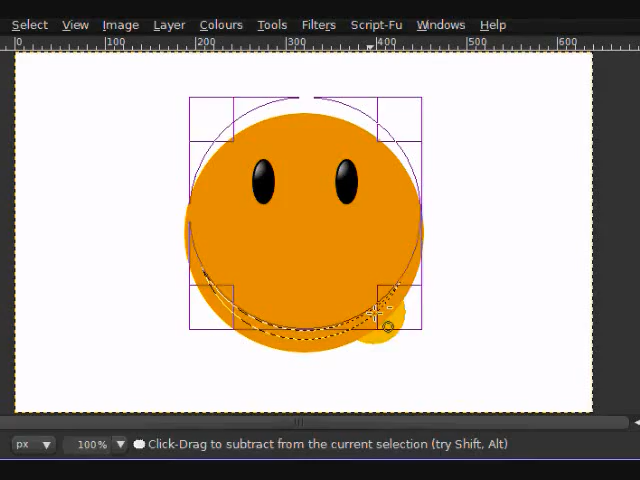 Select View Image Layer Colours Tools Filters Script-Fu Windows Help
0 100 200 300 400 500 600
px 100% Click-Drag to subtract from the current selection (try Shift, Alt)